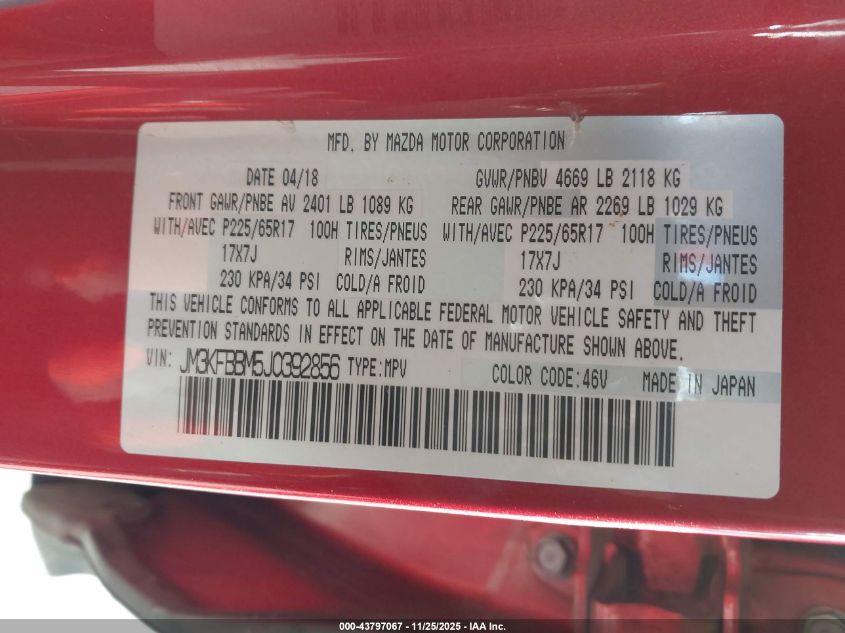 MFD. BY MAZDA MOTOR CORPORATION
DATE 04/18 GVWR/PNBV 4669 LB 2118 KG
FRONT GAWR/PNBE AV 2401 LB 1089 KG REAR GAWR/PNBE AR 2269 LB 1029 KG
WITH/AVEC P225/65R17 100H TIRES/PNEUS WITH/AVEC P225/65R17 100H TIRES/PNEUS
17X7J RIMS/JANTES 17X7J RIMS/JANTES
230 KPA/34 PSI COLD/A FROID 230 KPA/34 PSI COLD/A FROID
THIS VEHICLE CONFORMS TO ALL APPLICABLE FEDERAL MOTOR VEHICLE SAFETY AND THEFT
PREVENTION STANDARDS IN EFFECT ON THE DATE OF MANUFACTURE SHOWN ABOVE.
VIN: JM3KFBBM5J0392856 TYPE:MPV COLOR CODE:46V MADE IN JAPAN
000-43797067 - 11/25/2025 - IAA Inc.